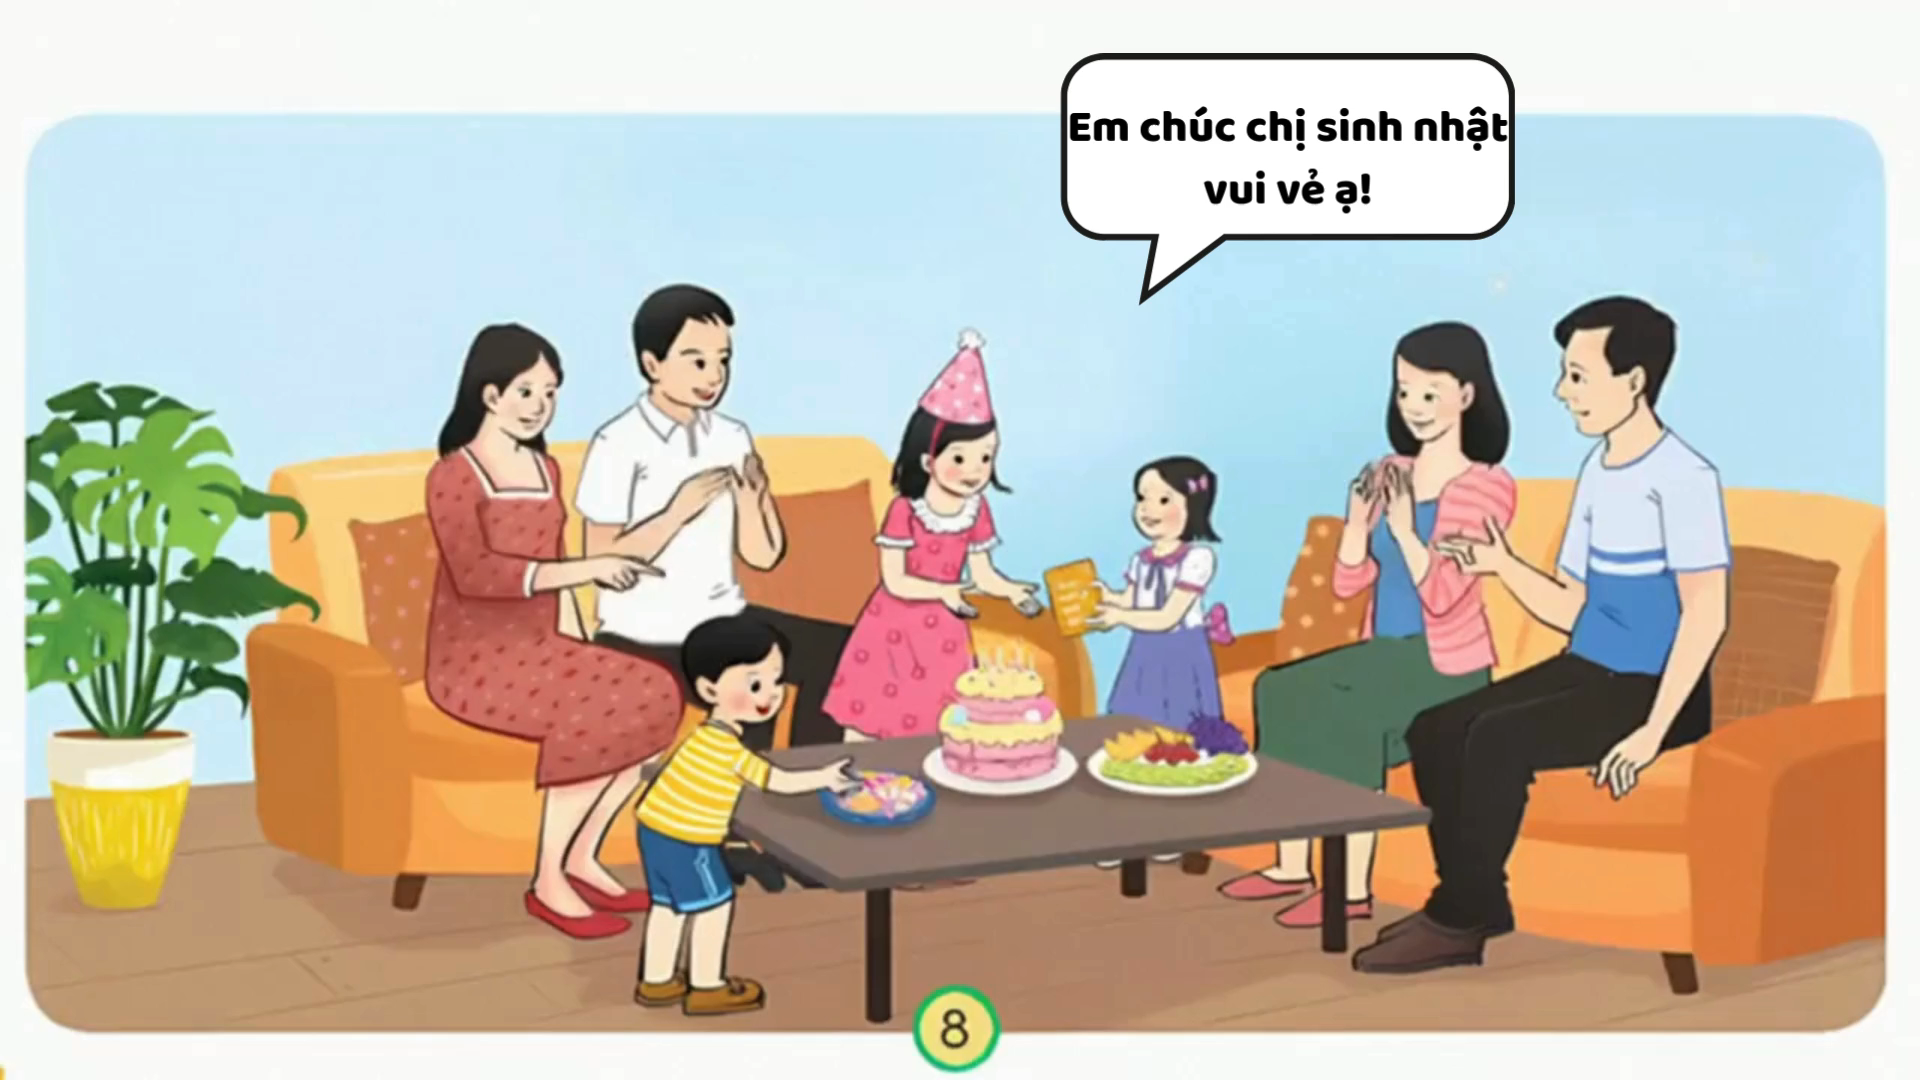 Em chúc chị sinh nhật
vui vẻ ạ!
8